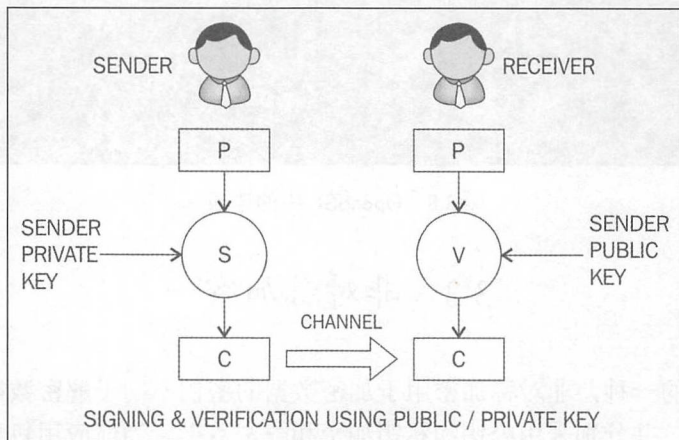 SENDER
RECEIVER
P
P
SENDER
PRIVATE
KEY
S
V
SENDER
PUBLIC
KEY
CHANNEL
C
C
SIGNING & VERIFICATION USING PUBLIC / PRIVATE KEY